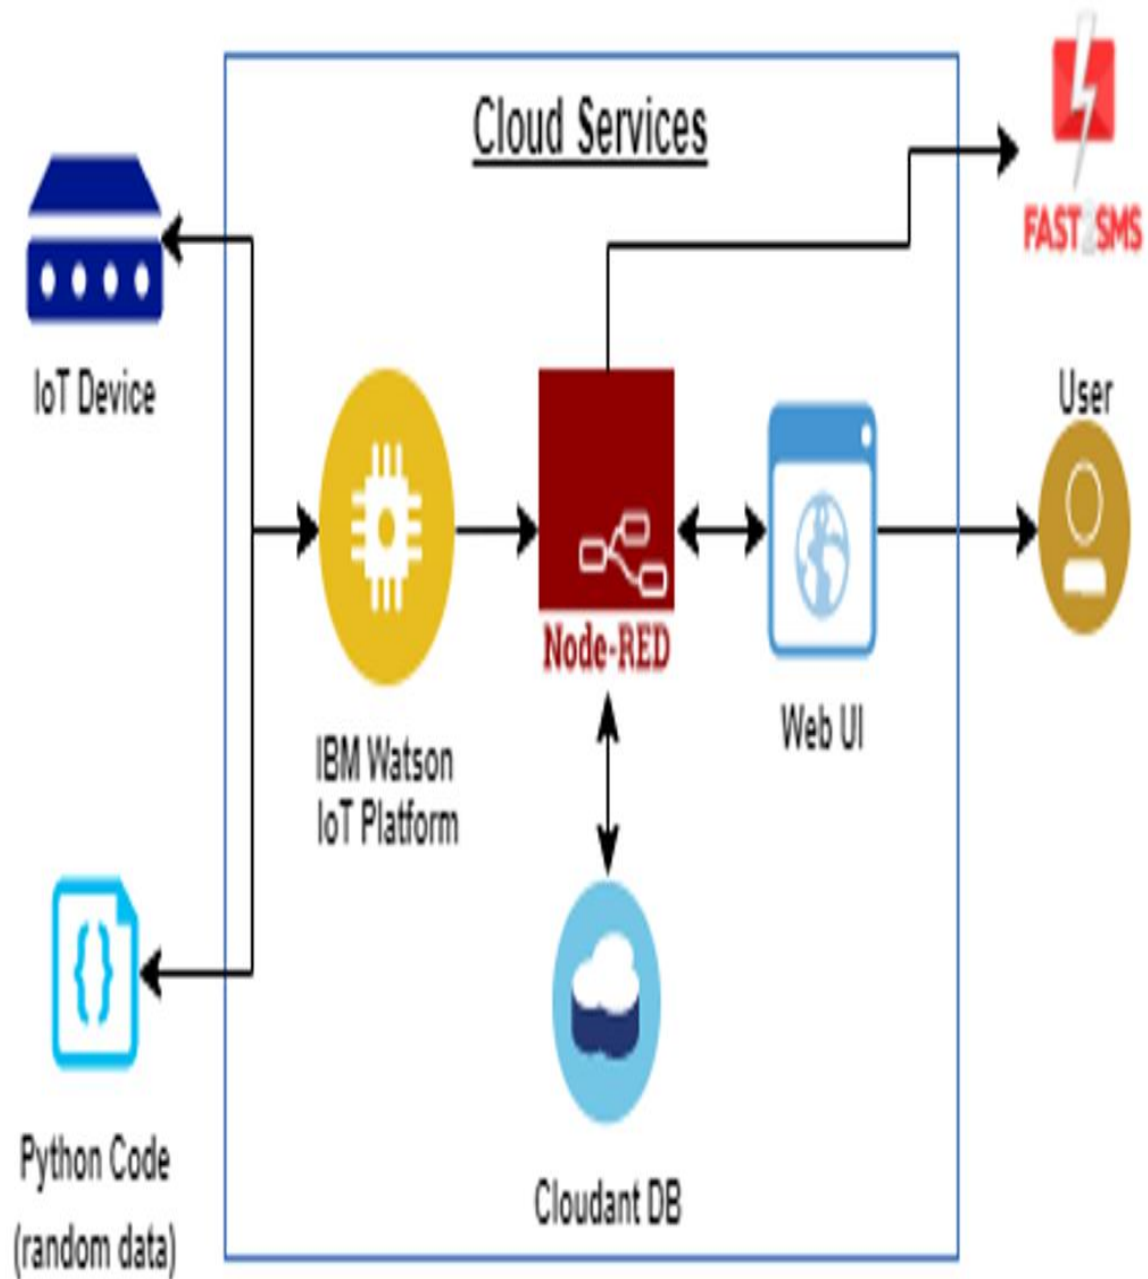 Cloud Services
FAST2SMS
IoT Device
User
Node-RED
Web UI
IBM Watson
IoT Platform
Python Code
(random data)
Cloudant DB